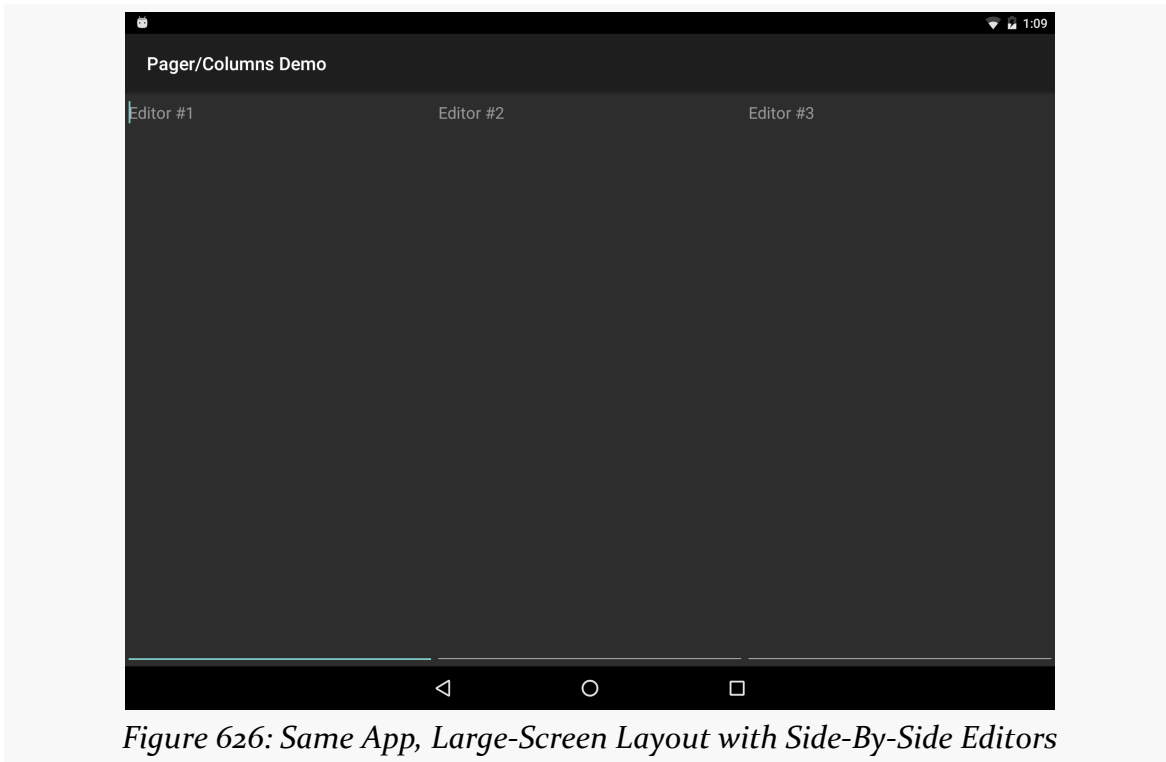 1:09
Pager/Columns Demo
Editor #1 Editor #2 Editor #3
Figure 626: Same App, Large-Screen Layout with Side-By-Side Editors